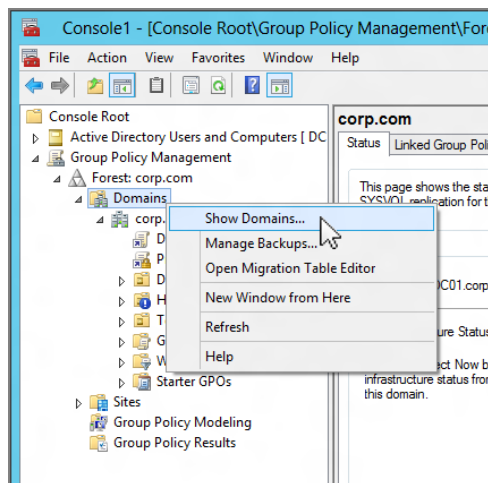 Console1 - [Console Root\Group Policy Management\For
File Action View Favorites Window Help
Console Root
Active Directory Users and Computers [ DC
Group Policy Management
Forest: corp.com
Domains
corp.
D
P
D
H
T
G
W
Starter GPOs
Sites
Group Policy Modeling
Group Policy Results
Show Domains...
Manage Backups...
Open Migration Table Editor
New Window from Here
Refresh
Help
corp.com
Status Linked Group Poli
This page shows the sta
SYSVOL replication for t
DC01.corp
ure Status
ect Now b
infrastructure status fro
this domain.